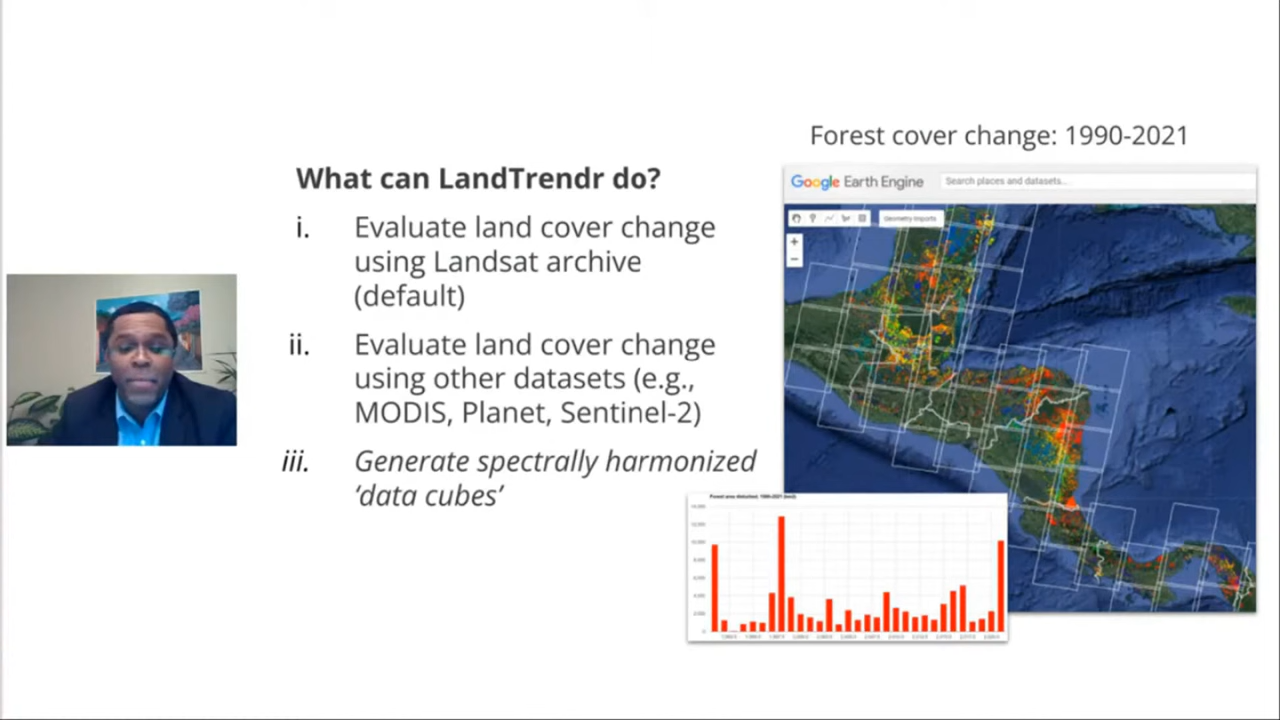 Forest cover change: 1990-2021
What can LandTrendr do?
i. Evaluate land cover change
using Landsat archive
(default)
ii. Evaluate land cover change
using other datasets (e.g.,
MODIS, Planet, Sentinel-2)
iii. Generate spectrally harmonized
‘data cubes’
Google Earth Engine
Search places and datasets...
Geometry Imports
+
−